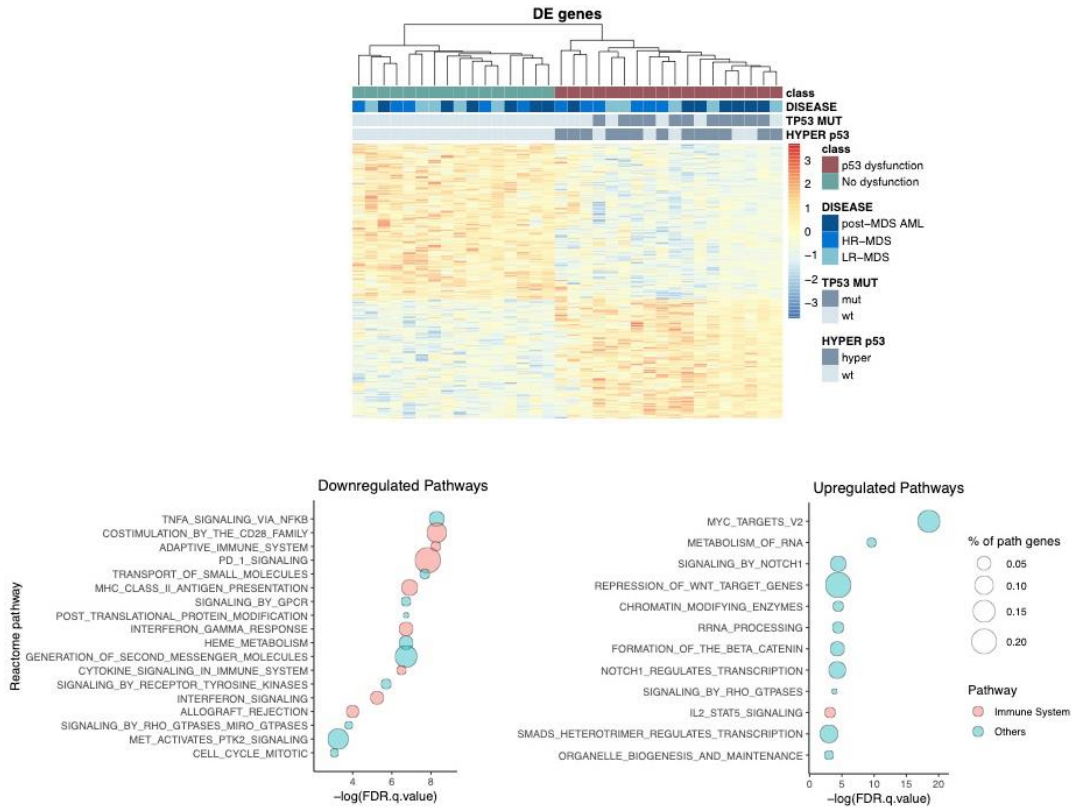 DE genes
class
DISEASE
TP53 MUT
HYPER p53
class
p53 dysfunction
No dysfunction
DISEASE
post-MDS AML
HR-MDS
LR-MDS
TP53 MUT
mut
wt
HYPER p53
hyper
wt
3
2
1
0
−1
−2
−3
Downregulated Pathways
Reactome pathway
TNFA_SIGNALING_VIA_NFKB
COSTIMULATION_BY_THE_CD28_FAMILY
ADAPTIVE_IMMUNE_SYSTEM
PD_1_SIGNALING
TRANSPORT_OF_SMALL_MOLECULES
MHC_CLASS_II_ANTIGEN_PRESENTATION
SIGNALING_BY_GPCR
POST_TRANSLATIONAL_PROTEIN_MODIFICATION
INTERFERON_GAMMA_RESPONSE
HEME_METABOLISM
GENERATION_OF_SECOND_MESSENGER_MOLECULES
CYTOKINE_SIGNALING_IN_IMMUNE_SYSTEM
SIGNALING_BY_RECEPTOR_TYROSINE_KINASES
INTERFERON_SIGNALING
ALLOGRAFT_REJECTION
SIGNALING_BY_RHO_GTPASES_MIRO_GTPASES
MET_ACTIVATES_PTK2_SIGNALING
CELL_CYCLE_MITOTIC
4 6 8
−log(FDR.q.value)
Upregulated Pathways
MYC_TARGETS_V2
METABOLISM_OF_RNA
SIGNALING_BY_NOTCH1
REPRESSION_OF_WNT_TARGET_GENES
CHROMATIN_MODIFYING_ENZYMES
RRNA_PROCESSING
FORMATION_OF_THE_BETA_CATENIN
NOTCH1_REGULATES_TRANSCRIPTION
SIGNALING_BY_RHO_GTPASES
IL2_STAT5_SIGNALING
SMADS_HETEROTRIMER_REGULATES_TRANSCRIPTION
ORGANELLE_BIOGENESIS_AND_MAINTENANCE
0 5 10 15 20
−log(FDR.q.value)
% of path genes
0.05
0.10
0.15
0.20
Pathway
Immune System
Others